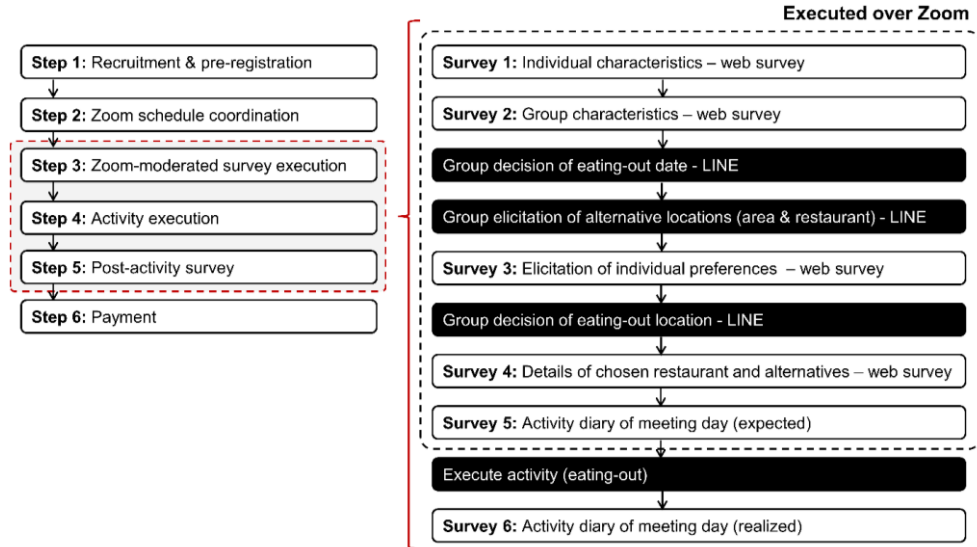 Executed over Zoom
Step 1: Recruitment & pre-registration
Step 2: Zoom schedule coordination
Step 3: Zoom-moderated survey execution
Step 4: Activity execution
Step 5: Post-activity survey
Step 6: Payment
Survey 1: Individual characteristics – web survey
Survey 2: Group characteristics – web survey
Group decision of eating-out date - LINE
Group elicitation of alternative locations (area & restaurant) - LINE
Survey 3: Elicitation of individual preferences – web survey
Group decision of eating-out location - LINE
Survey 4: Details of chosen restaurant and alternatives – web survey
Survey 5: Activity diary of meeting day (expected)
Execute activity (eating-out)
Survey 6: Activity diary of meeting day (realized)